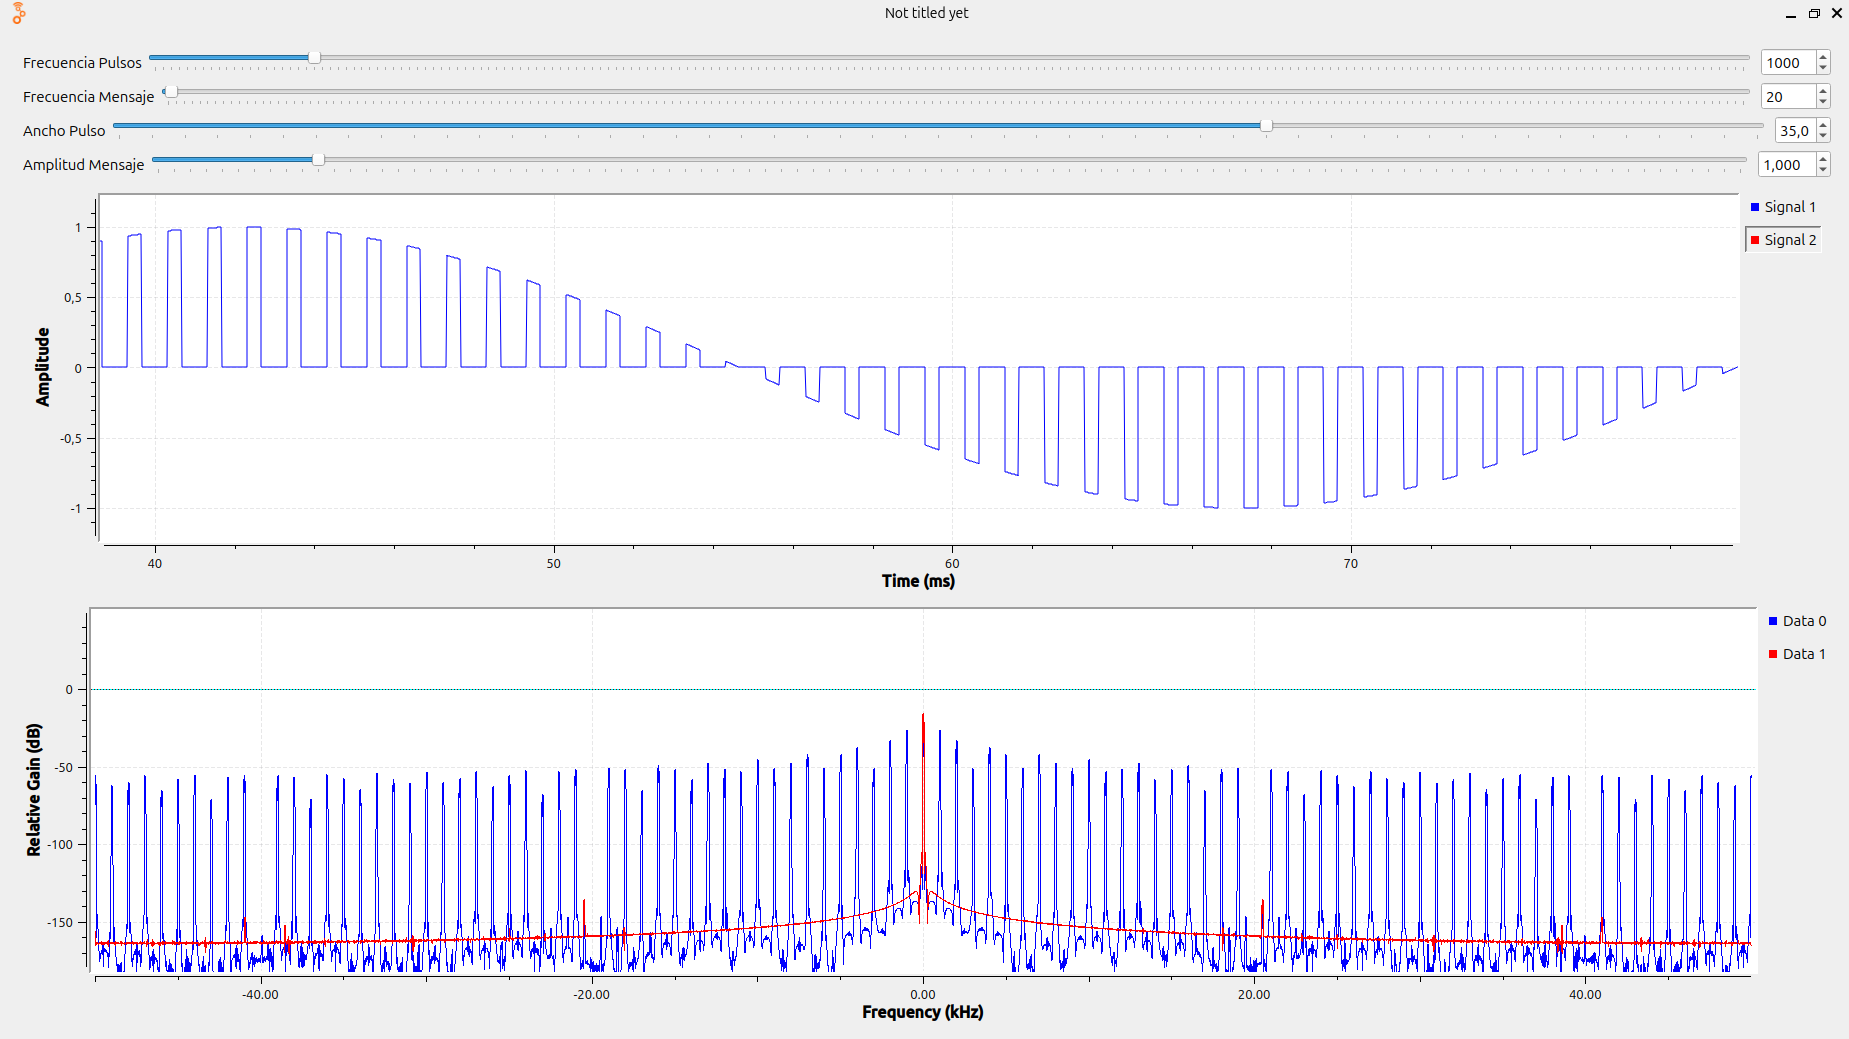 Not titled yet
Frecuencia Pulsos 1000
Frecuencia Mensaje 20
Ancho Pulso 35,0
Amplitud Mensaje 1,000
Signal 1
Signal 2
1
0,5
0
-0,5
-1
Amplitude
40 50 60 70
Time (ms)
Data 0
Data 1
0
-50
-100
-150
Relative Gain (dB)
-40.00 -20.00 0.00 20.00 40.00
Frequency (kHz)